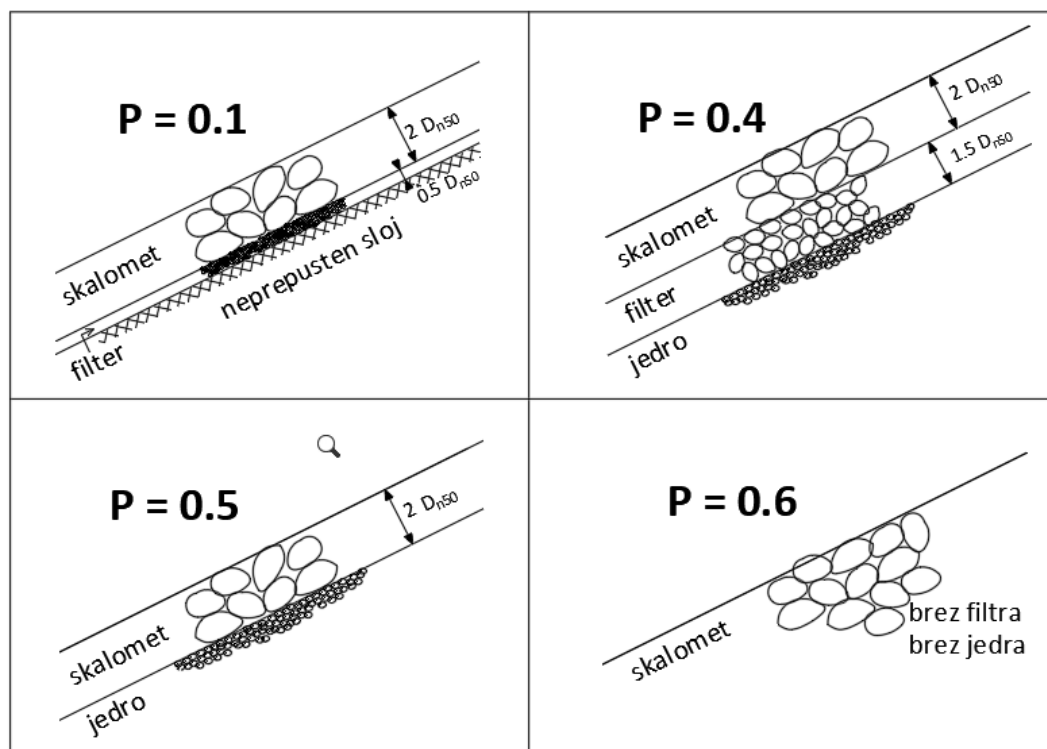 P = 0.1
2 Dn50
0.5 Dn50
skalomet
neprepusten sloj
filter
P = 0.4
2 Dn50
1.5 Dn50
skalomet
filter
jedro
P = 0.5
2 Dn50
skalomet
jedro
P = 0.6
brez filtra
brez jedra
skalomet